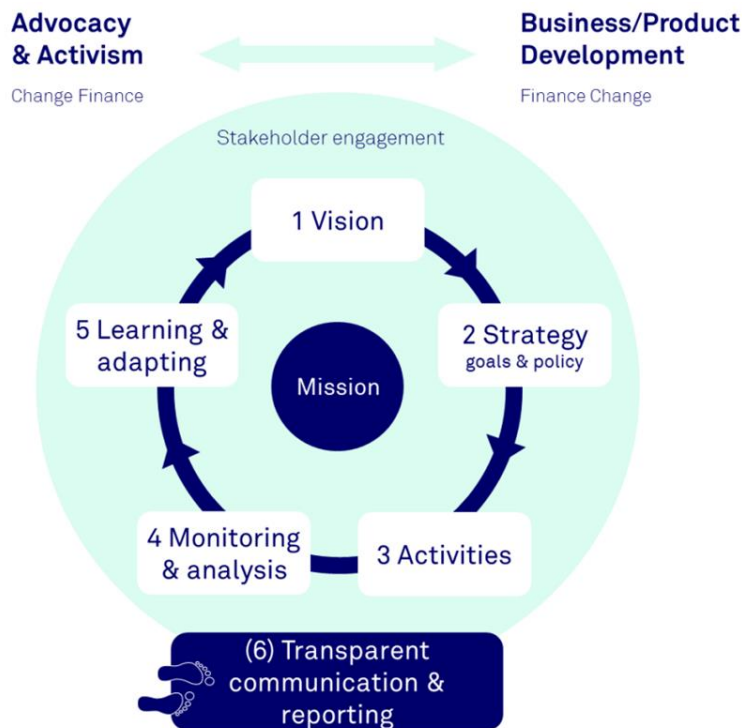 Advocacy
& Activism
Change Finance
Business/Product
Development
Finance Change
Stakeholder engagement
1 Vision
2 Strategy
goals & policy
3 Activities
4 Monitoring
& analysis
5 Learning &
adapting
Mission
(6) Transparent
communication &
reporting